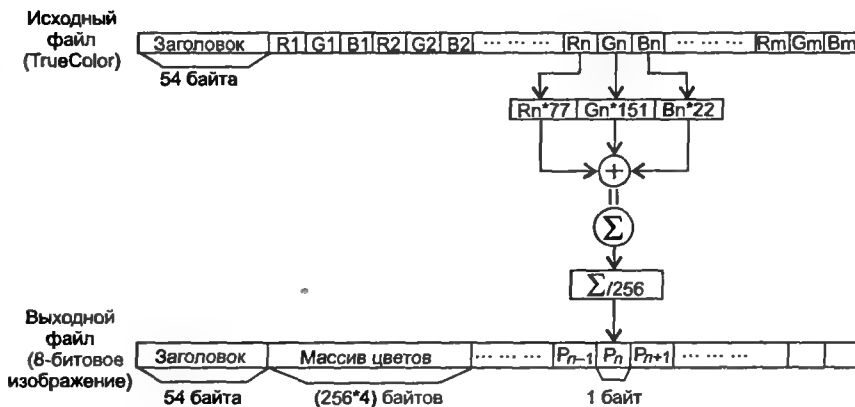 Исходный
файл
(TrueColor)
Заголовок R1 G1 B1 R2 G2 B2 ... ... ... Rn Gn Bn ... ... ... Rm Gm Bm
54 байта
Rn*77 Gn*151 Bn*22
+
=
Σ
Σ/256
Выходной
файл
(8-битовое
изображение)
Заголовок Массив цветов ... ... ... Pn–1 Pn Pn+1 ... ... ...
54 байта (256*4) байтов 1 байт